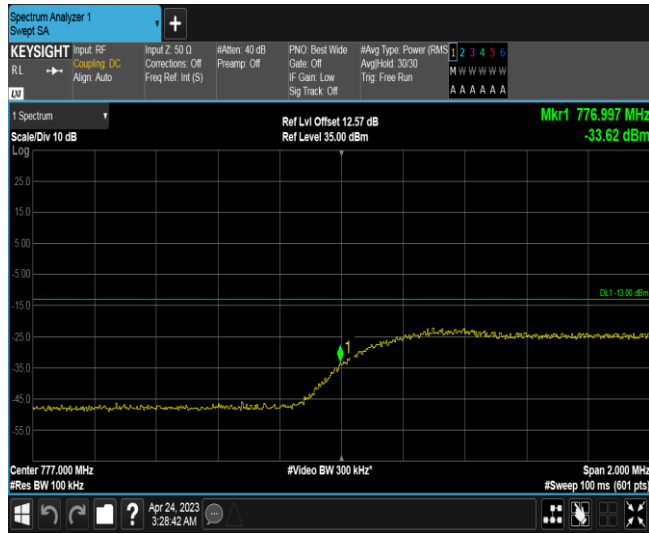 Spectrum Analyzer 1
Swept SA
+
KEYSIGHT Input: RF Input Z: 50 Ω #Atten: 40 dB PNO: Best Wide #Avg Type: Power (RMS 1 2 3 4 5 6
RL Coupling: DC Corrections: Off Preamp: Off Gate: Off Avg|Hold: 30/30 M W W W W W
Align: Auto Freq Ref: Int (S) IF Gain: Low Trig: Free Run
Sig Track: Off A A A A A A
LXI
1 Spectrum Ref Lvl Offset 12.57 dB Mkr1 776.997 MHz
Scale/Div 10 dB Ref Level 35.00 dBm -33.62 dBm
Log
25.0
15.0
5.00
-5.00
DL1 -13.00 dBm
-15.0
-25.0
1
-35.0
-45.0
-55.0
Center 777.000 MHz #Video BW 300 kHz* Span 2.000 MHz
#Res BW 100 kHz #Sweep 100 ms (601 pts)
? Apr 24, 2023
3:28:42 AM